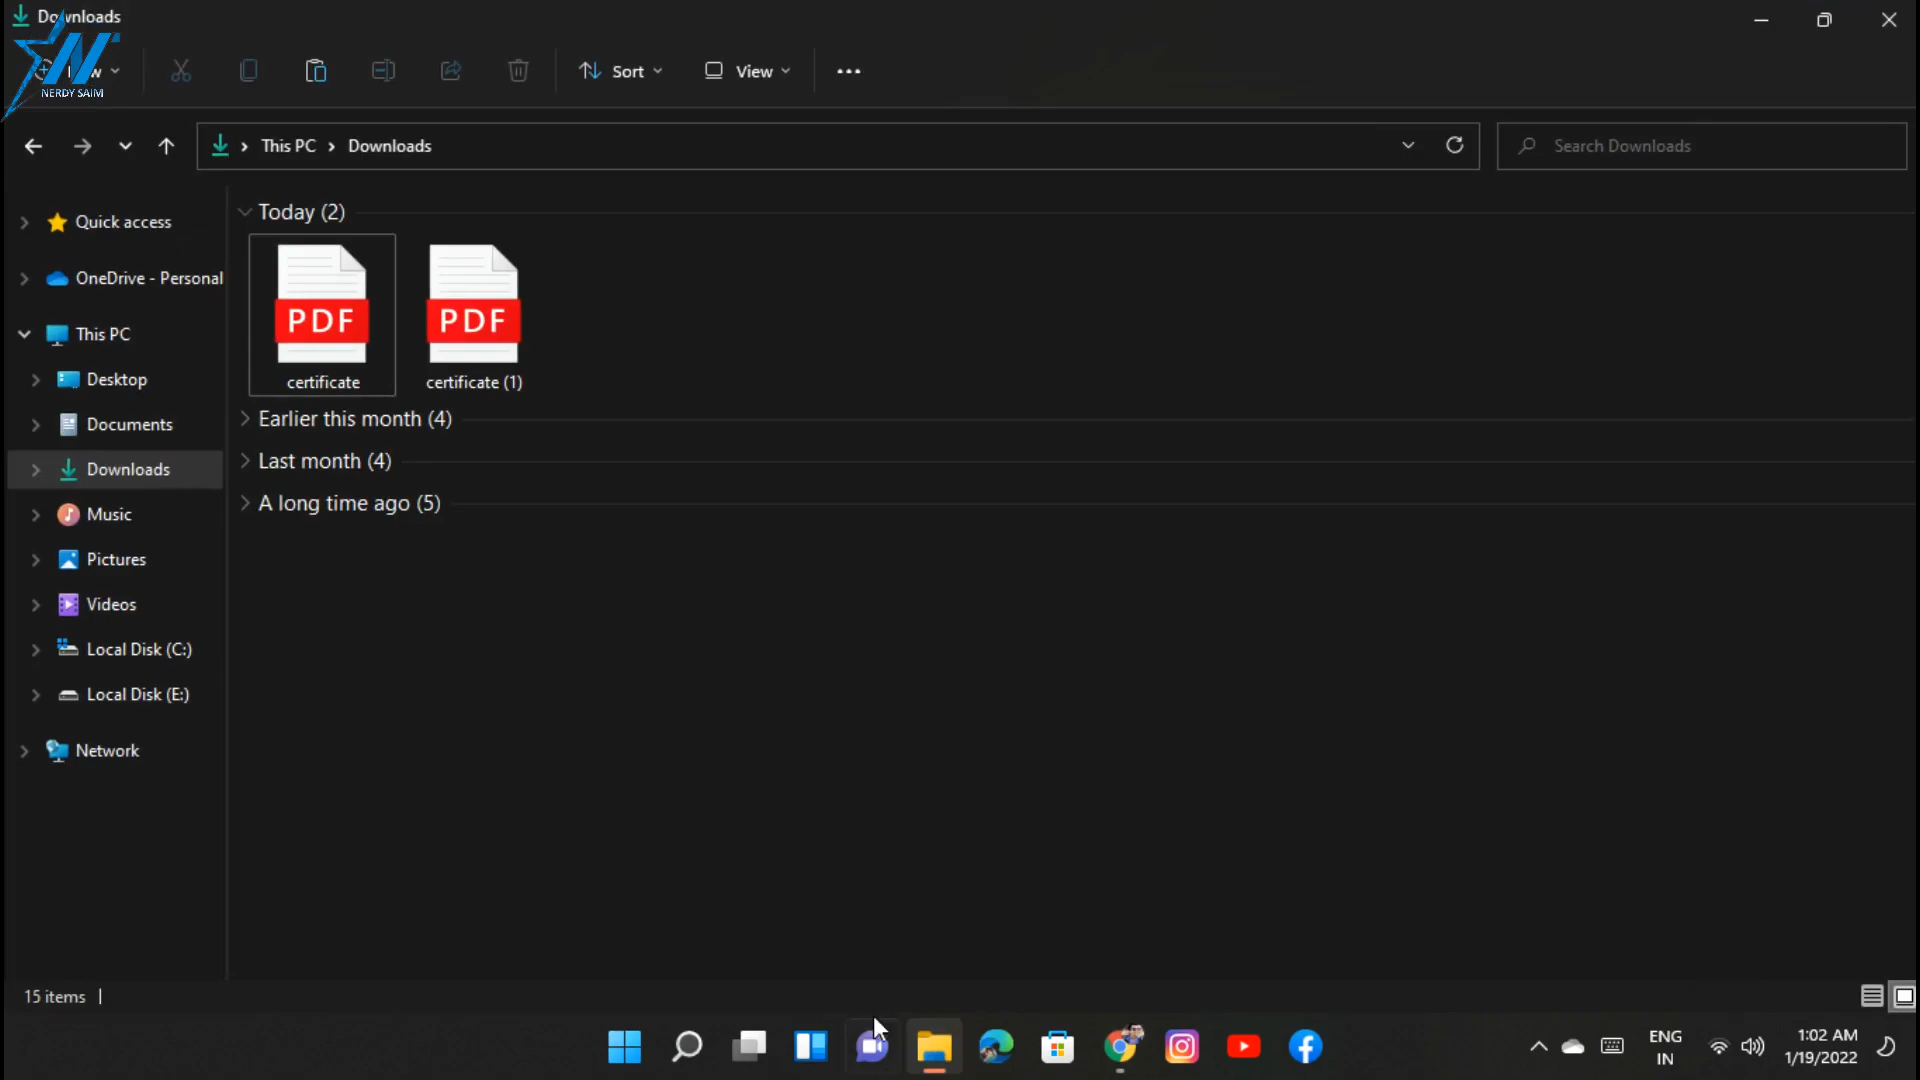 Downloads
NERDY SAIM
Sort
View
This PC
Downloads
Search Downloads
Quick access
OneDrive - Personal
This PC
Desktop
Documents
Downloads
Music
Pictures
Videos
Local Disk (C:)
Local Disk (E:)
Network
Today (2)
PDF
PDF
certificate
certificate (1)
Earlier this month (4)
Last month (4)
A long time ago (5)
15 items
ENG
IN
1:02 AM
1/19/2022